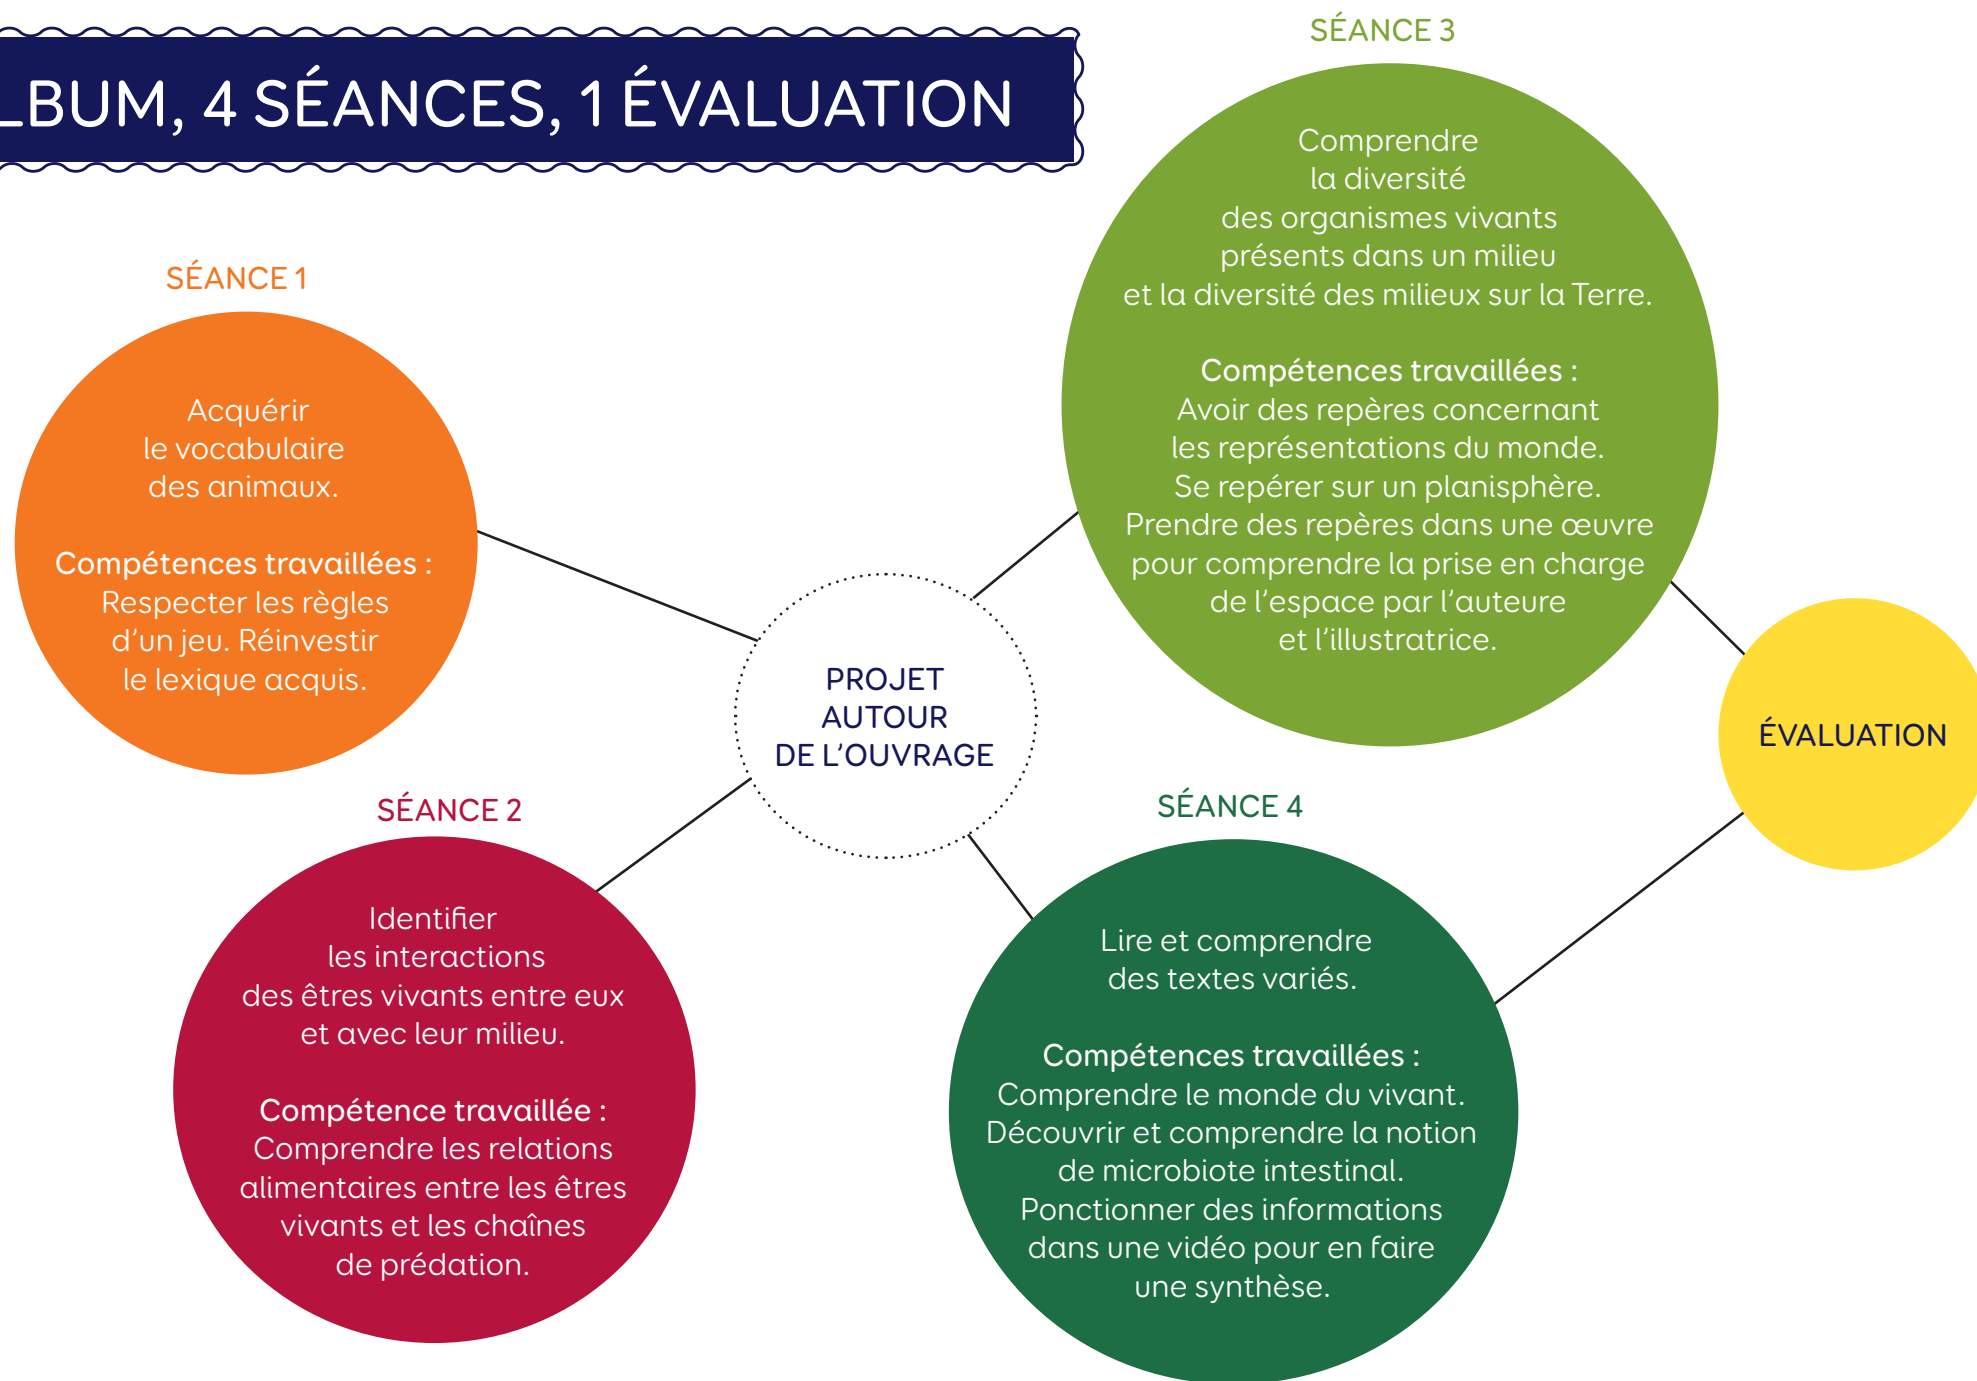 LBUM, 4 SÉANCES, 1 ÉVALUATION
SÉANCE 1
Acquérir
le vocabulaire
des animaux.
Compétences travaillées :
Respecter les règles
d'un jeu. Réinvestir
le lexique acquis.
SÉANCE 2
Identifier
les interactions
des êtres vivants entre eux
et avec leur milieu.
Compétence travaillée :
Comprendre les relations
alimentaires entre les êtres
vivants et les chaînes
de prédation.
PROJET
AUTOUR
DE L'OUVRAGE
SÉANCE 3
Comprendre
la diversité
des organismes vivants
présents dans un milieu
et la diversité des milieux sur la Terre.
Compétences travaillées :
Avoir des repères concernant
les représentations du monde.
Se repérer sur un planisphère.
Prendre des repères dans une œuvre
pour comprendre la prise en charge
de l'espace par l'auteure
et l'illustratrice.
SÉANCE 4
Lire et comprendre
des textes variés.
Compétences travaillées :
Comprendre le monde du vivant.
Découvrir et comprendre la notion
de microbiote intestinal.
Ponctionner des informations
dans une vidéo pour en faire
une synthèse.
ÉVALUATION